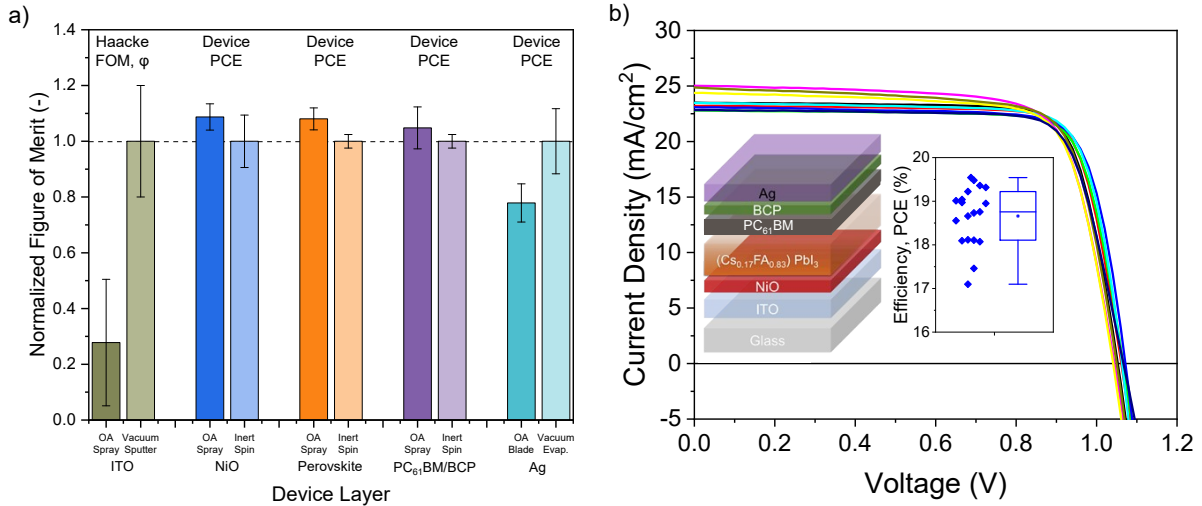 a)
Normalized Figure of Merit (-)
1.4
1.2
1.0
0.8
0.6
0.4
0.2
0.0
Haacke
FOM, φ
Device
PCE
Device
PCE
Device
PCE
Device
PCE
OA
Spray
Vacuum
Sputter
OA
Spray
Inert
Spin
OA
Spray
Inert
Spin
OA
Spray
Inert
Spin
OA
Blade
Vacuum
Evap.
ITO
NiO
Perovskite
PC₆₁BM/BCP
Ag
Device Layer
b)
Current Density (mA/cm²)
30
25
20
15
10
5
0
-5
Ag
BCP
PC₆₁BM
(Cs₀.₁₇FA₀.₈₃) PbI₃
NiO
ITO
Glass
Efficiency, PCE (%)
20
19
18
17
16
0.0
0.2
0.4
0.6
0.8
1.0
1.2
Voltage (V)